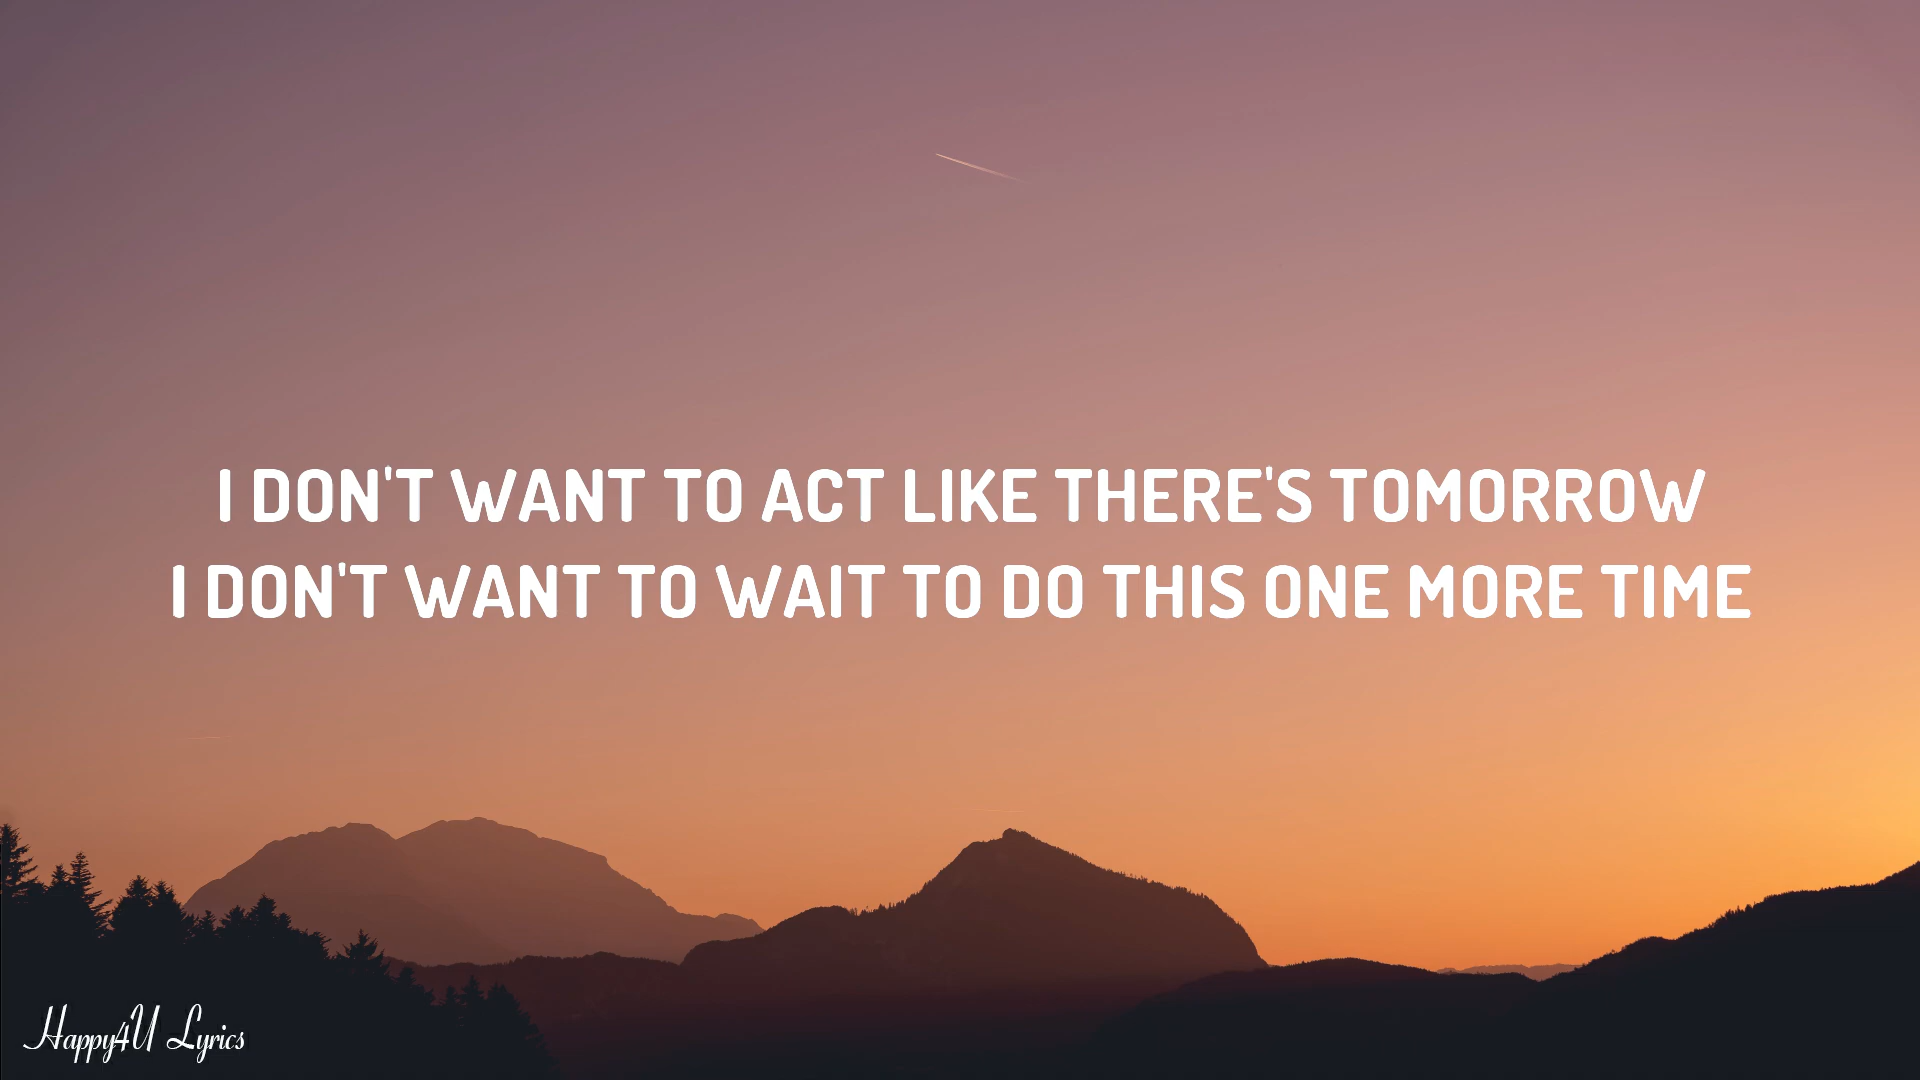 I DON'T WANT TO ACT LIKE THERE'S TOMORROW
I DON'T WANT TO WAIT TO DO THIS ONE MORE TIME
Happy4U Lyrics